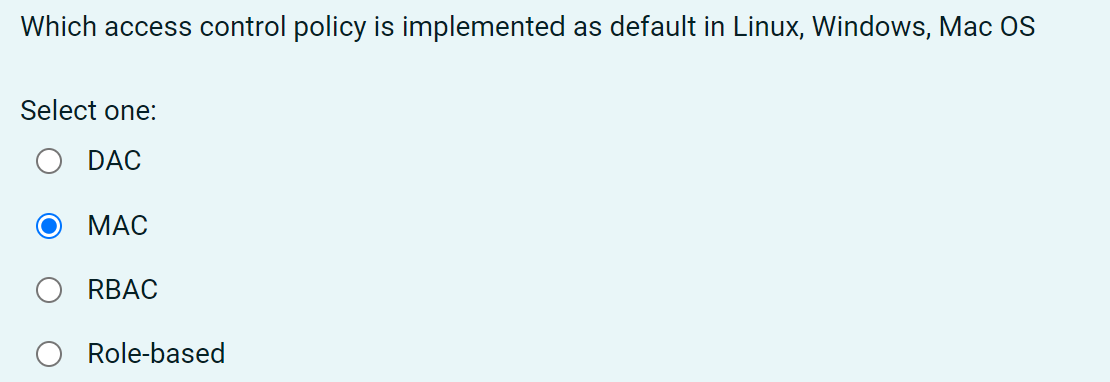 Which access control policy is implemented as default in Linux, Windows, Mac OS
Select one:
DAC
MAC
RBAC
Role-based